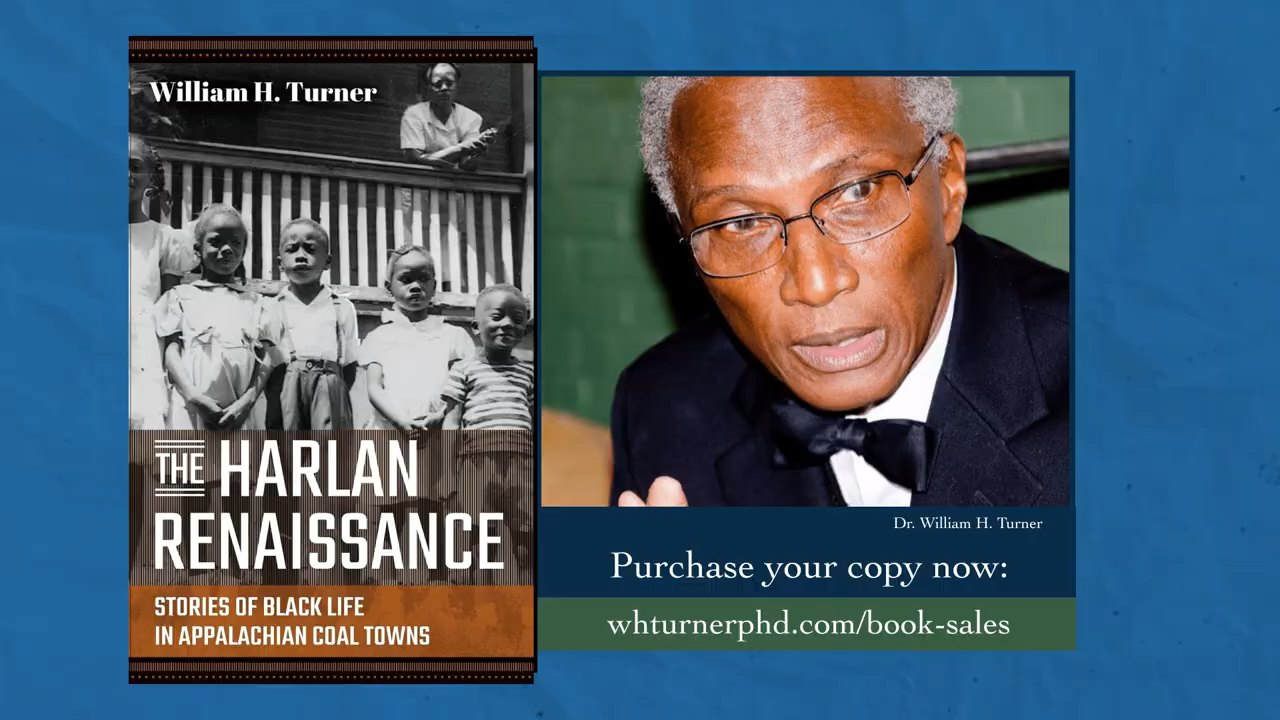 William H. Turner
THE HARLAN
RENAISSANCE
STORIES OF BLACK LIFE
IN APPALACHIAN COAL TOWNS
Dr. William H. Turner
Purchase your copy now:
whturnerphd.com/book-sales